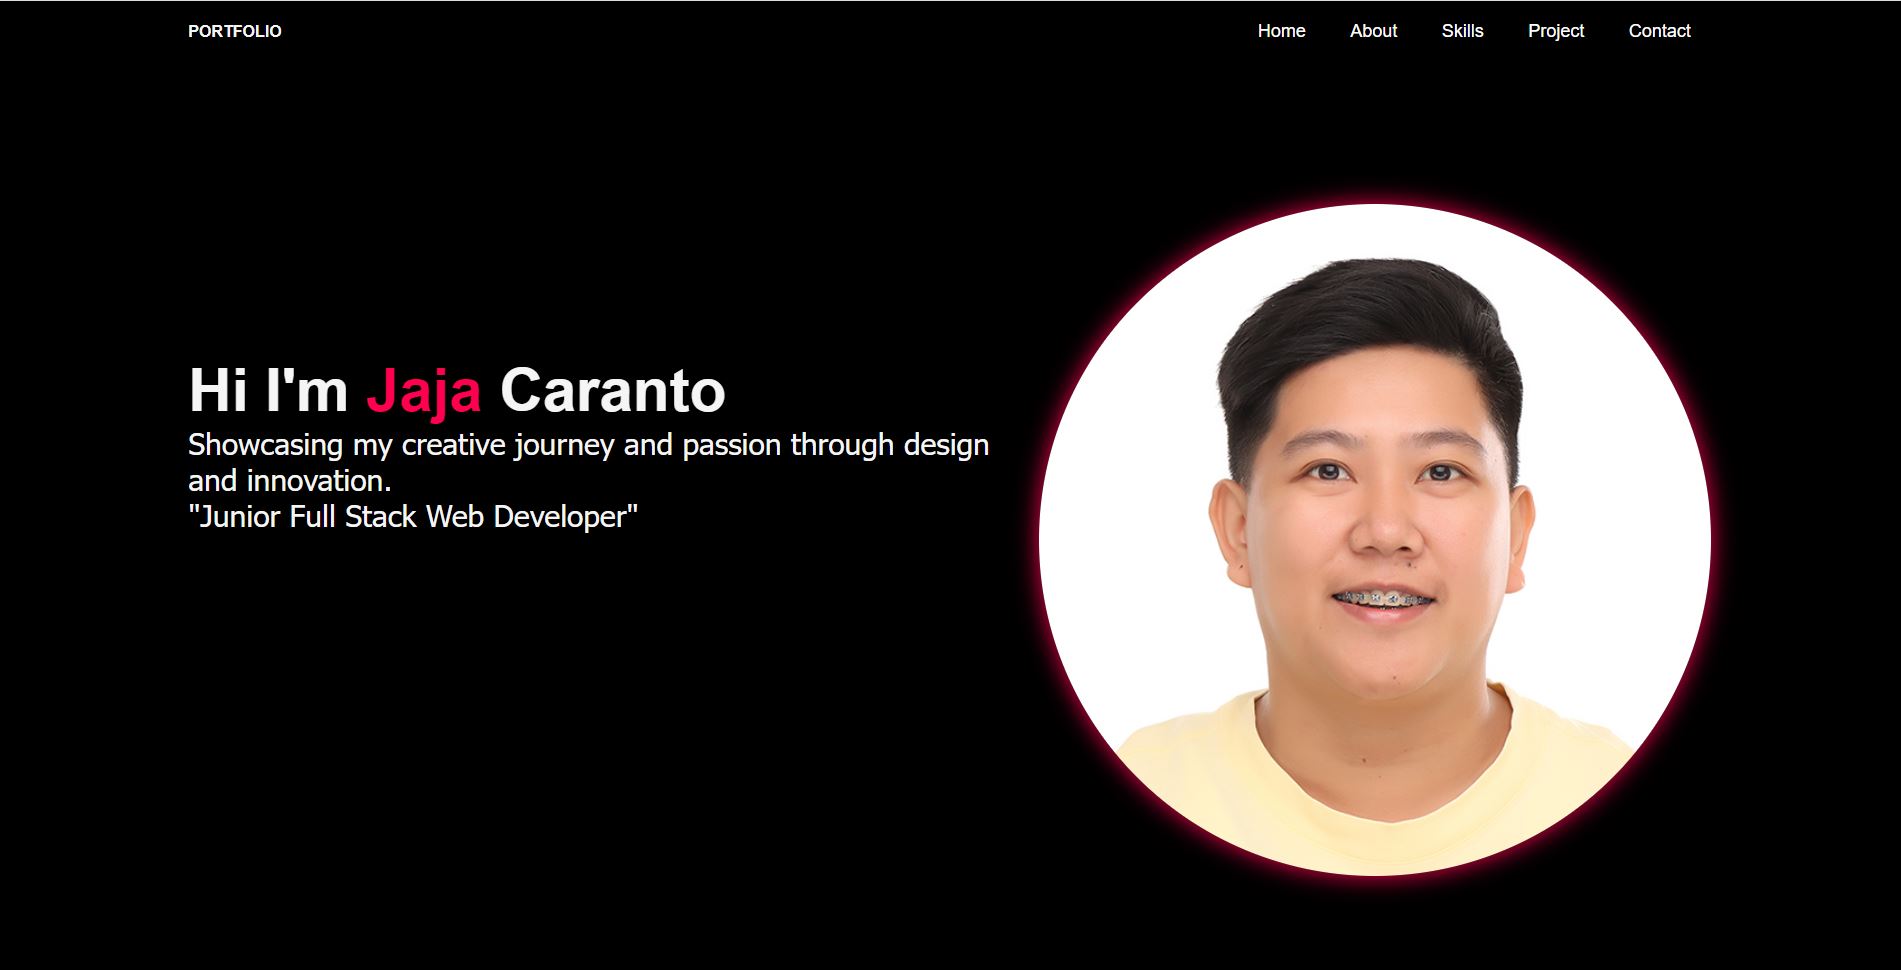 PORTFOLIO
Home About Skills Project Contact
Hi I'm Jaja Caranto
Showcasing my creative journey and passion through design
and innovation.
"Junior Full Stack Web Developer"